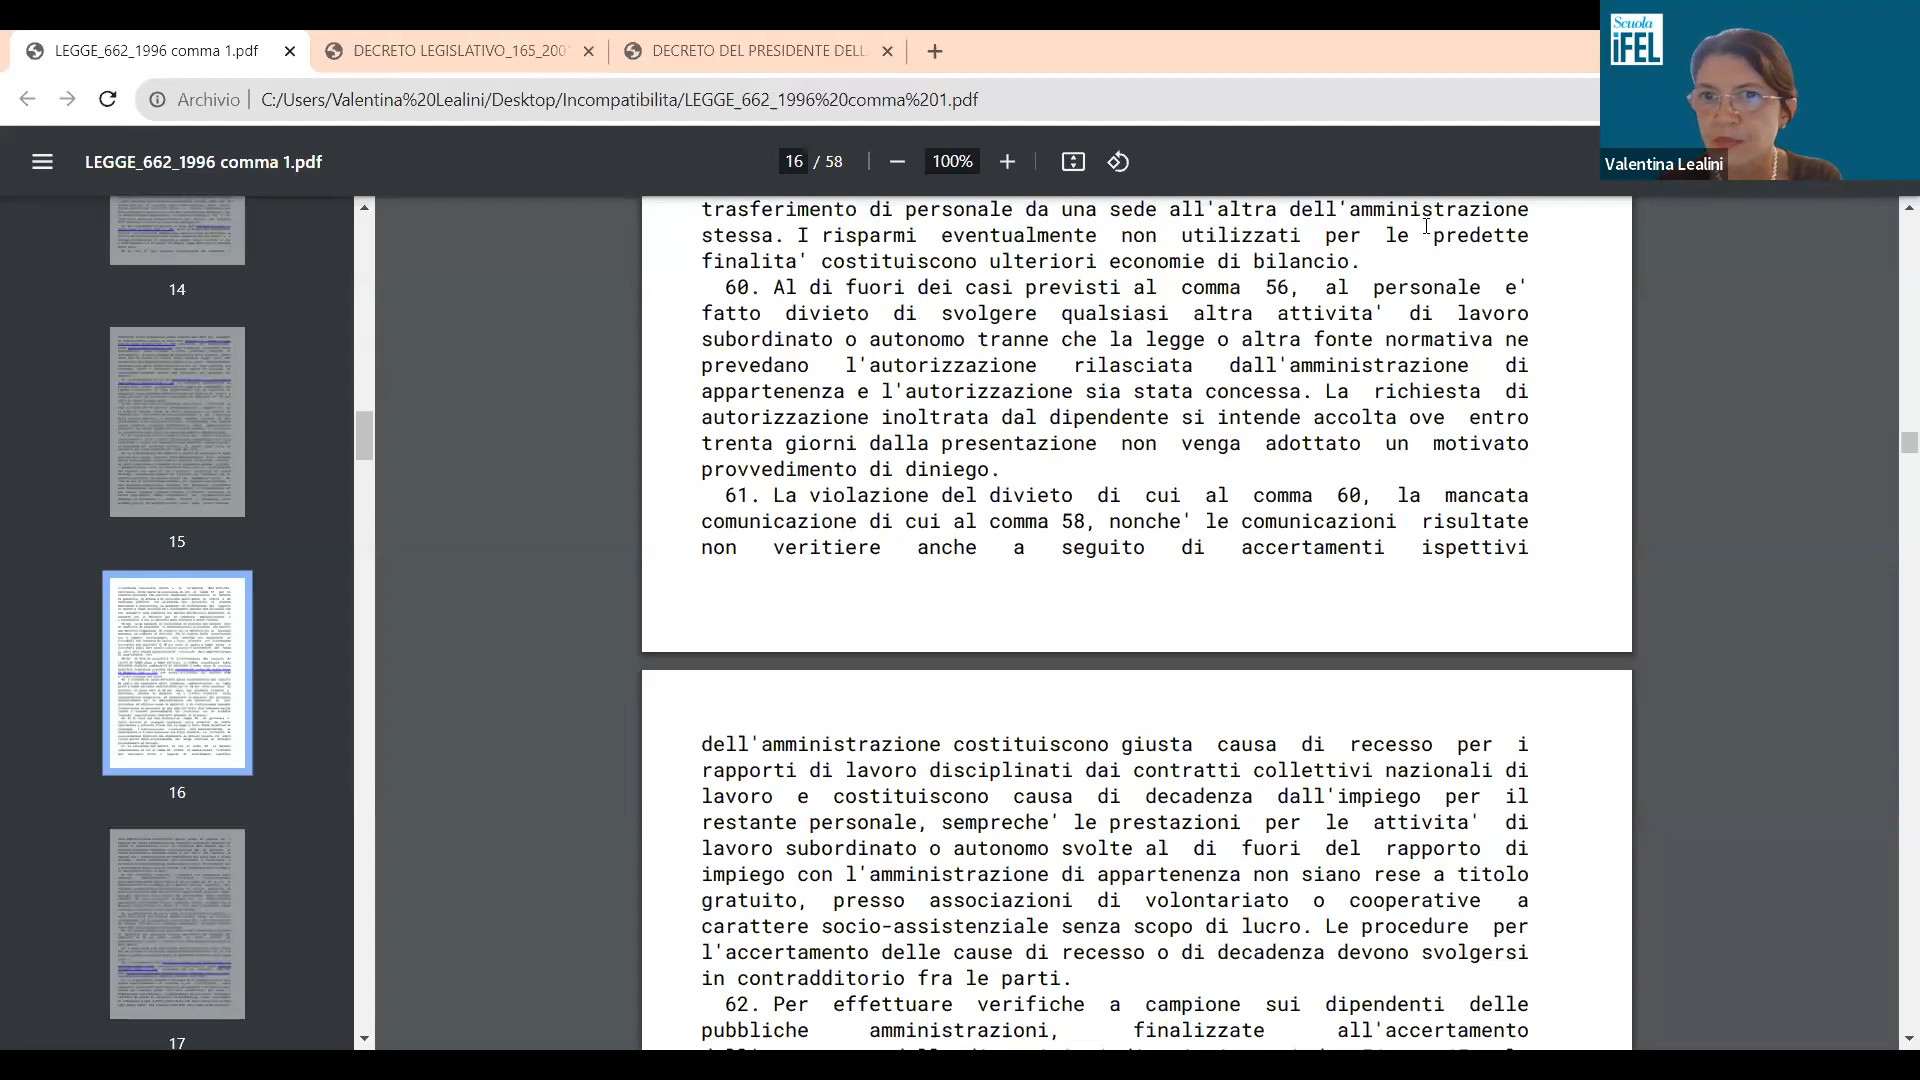 LEGGE_662_1996 comma 1.pdf
DECRETO LEGISLATIVO_165_200
DECRETO DEL PRESIDENTE DELL
Scuola
iFEL
Archivio
C:/Users/Valentina%20Lealini/Desktop/Incompatibilita/LEGGE_662_1996%20comma%201.pdf
LEGGE_662_1996 comma 1.pdf
16 / 58
100%
Valentina Lealini
14
15
16
17
trasferimento di personale da una sede all'altra dell'amministrazione
stessa. I risparmi eventualmente non utilizzati per le predette
finalita' costituiscono ulteriori economie di bilancio.
60. Al di fuori dei casi previsti al comma 56, al personale e'
fatto divieto di svolgere qualsiasi altra attivita' di lavoro
subordinato o autonomo tranne che la legge o altra fonte normativa ne
prevedano l'autorizzazione rilasciata dall'amministrazione di
appartenenza e l'autorizzazione sia stata concessa. La richiesta di
autorizzazione inoltrata dal dipendente si intende accolta ove entro
trenta giorni dalla presentazione non venga adottato un motivato
provvedimento di diniego.
61. La violazione del divieto di cui al comma 60, la mancata
comunicazione di cui al comma 58, nonche' le comunicazioni risultate
non veritiere anche a seguito di accertamenti ispettivi
dell'amministrazione costituiscono giusta causa di recesso per i
rapporti di lavoro disciplinati dai contratti collettivi nazionali di
lavoro e costituiscono causa di decadenza dall'impiego per il
restante personale, sempreche' le prestazioni per le attivita' di
lavoro subordinato o autonomo svolte al di fuori del rapporto di
impiego con l'amministrazione di appartenenza non siano rese a titolo
gratuito, presso associazioni di volontariato o cooperative a
carattere socio-assistenziale senza scopo di lucro. Le procedure per
l'accertamento delle cause di recesso o di decadenza devono svolgersi
in contradditorio fra le parti.
62. Per effettuare verifiche a campione sui dipendenti delle
pubbliche amministrazioni, finalizzate all'accertamento